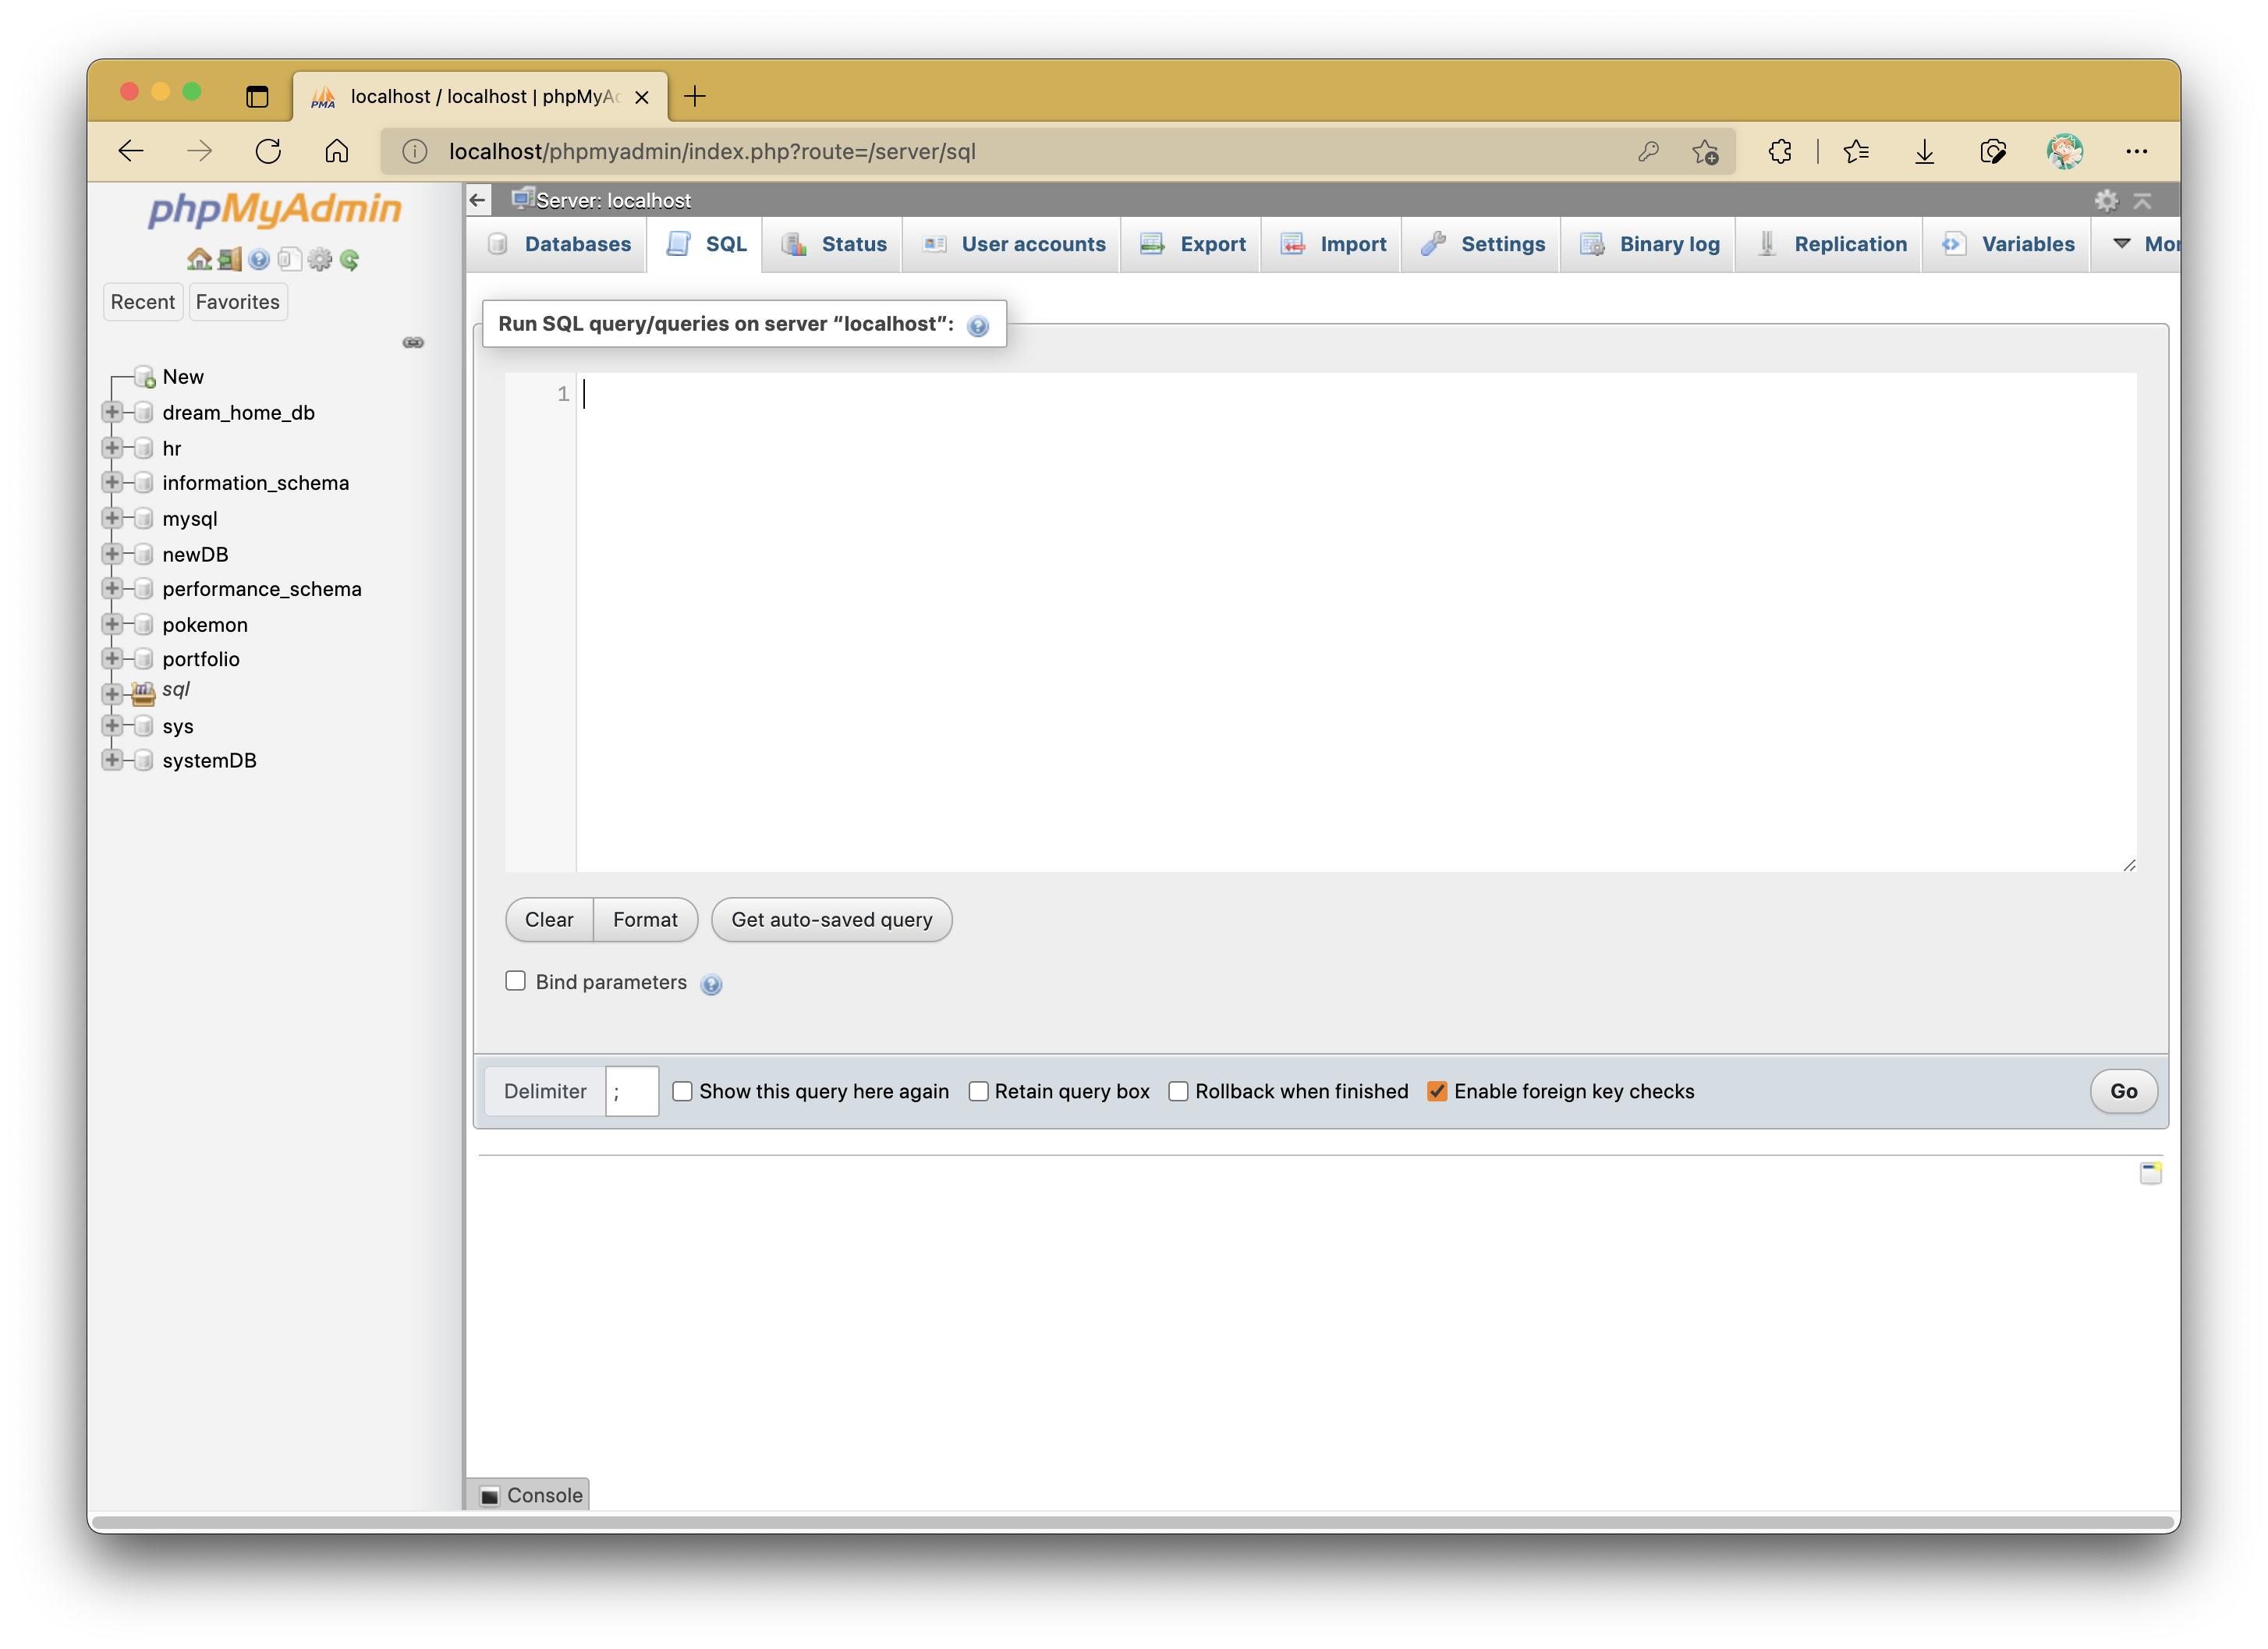 PMA localhost / localhost | phpMyAd
localhost/phpmyadmin/index.php?route=/server/sql
phpMyAdmin
Recent Favorites
New
dream_home_db
hr
information_schema
mysql
newDB
performance_schema
pokemon
portfolio
sql
sys
systemDB
Server: localhost
Databases SQL Status User accounts Export Import Settings Binary log Replication Variables Mor
Run SQL query/queries on server “localhost”:
1
Clear Format Get auto-saved query
Bind parameters
Delimiter ; Show this query here again Retain query box Rollback when finished Enable foreign key checks Go
Console